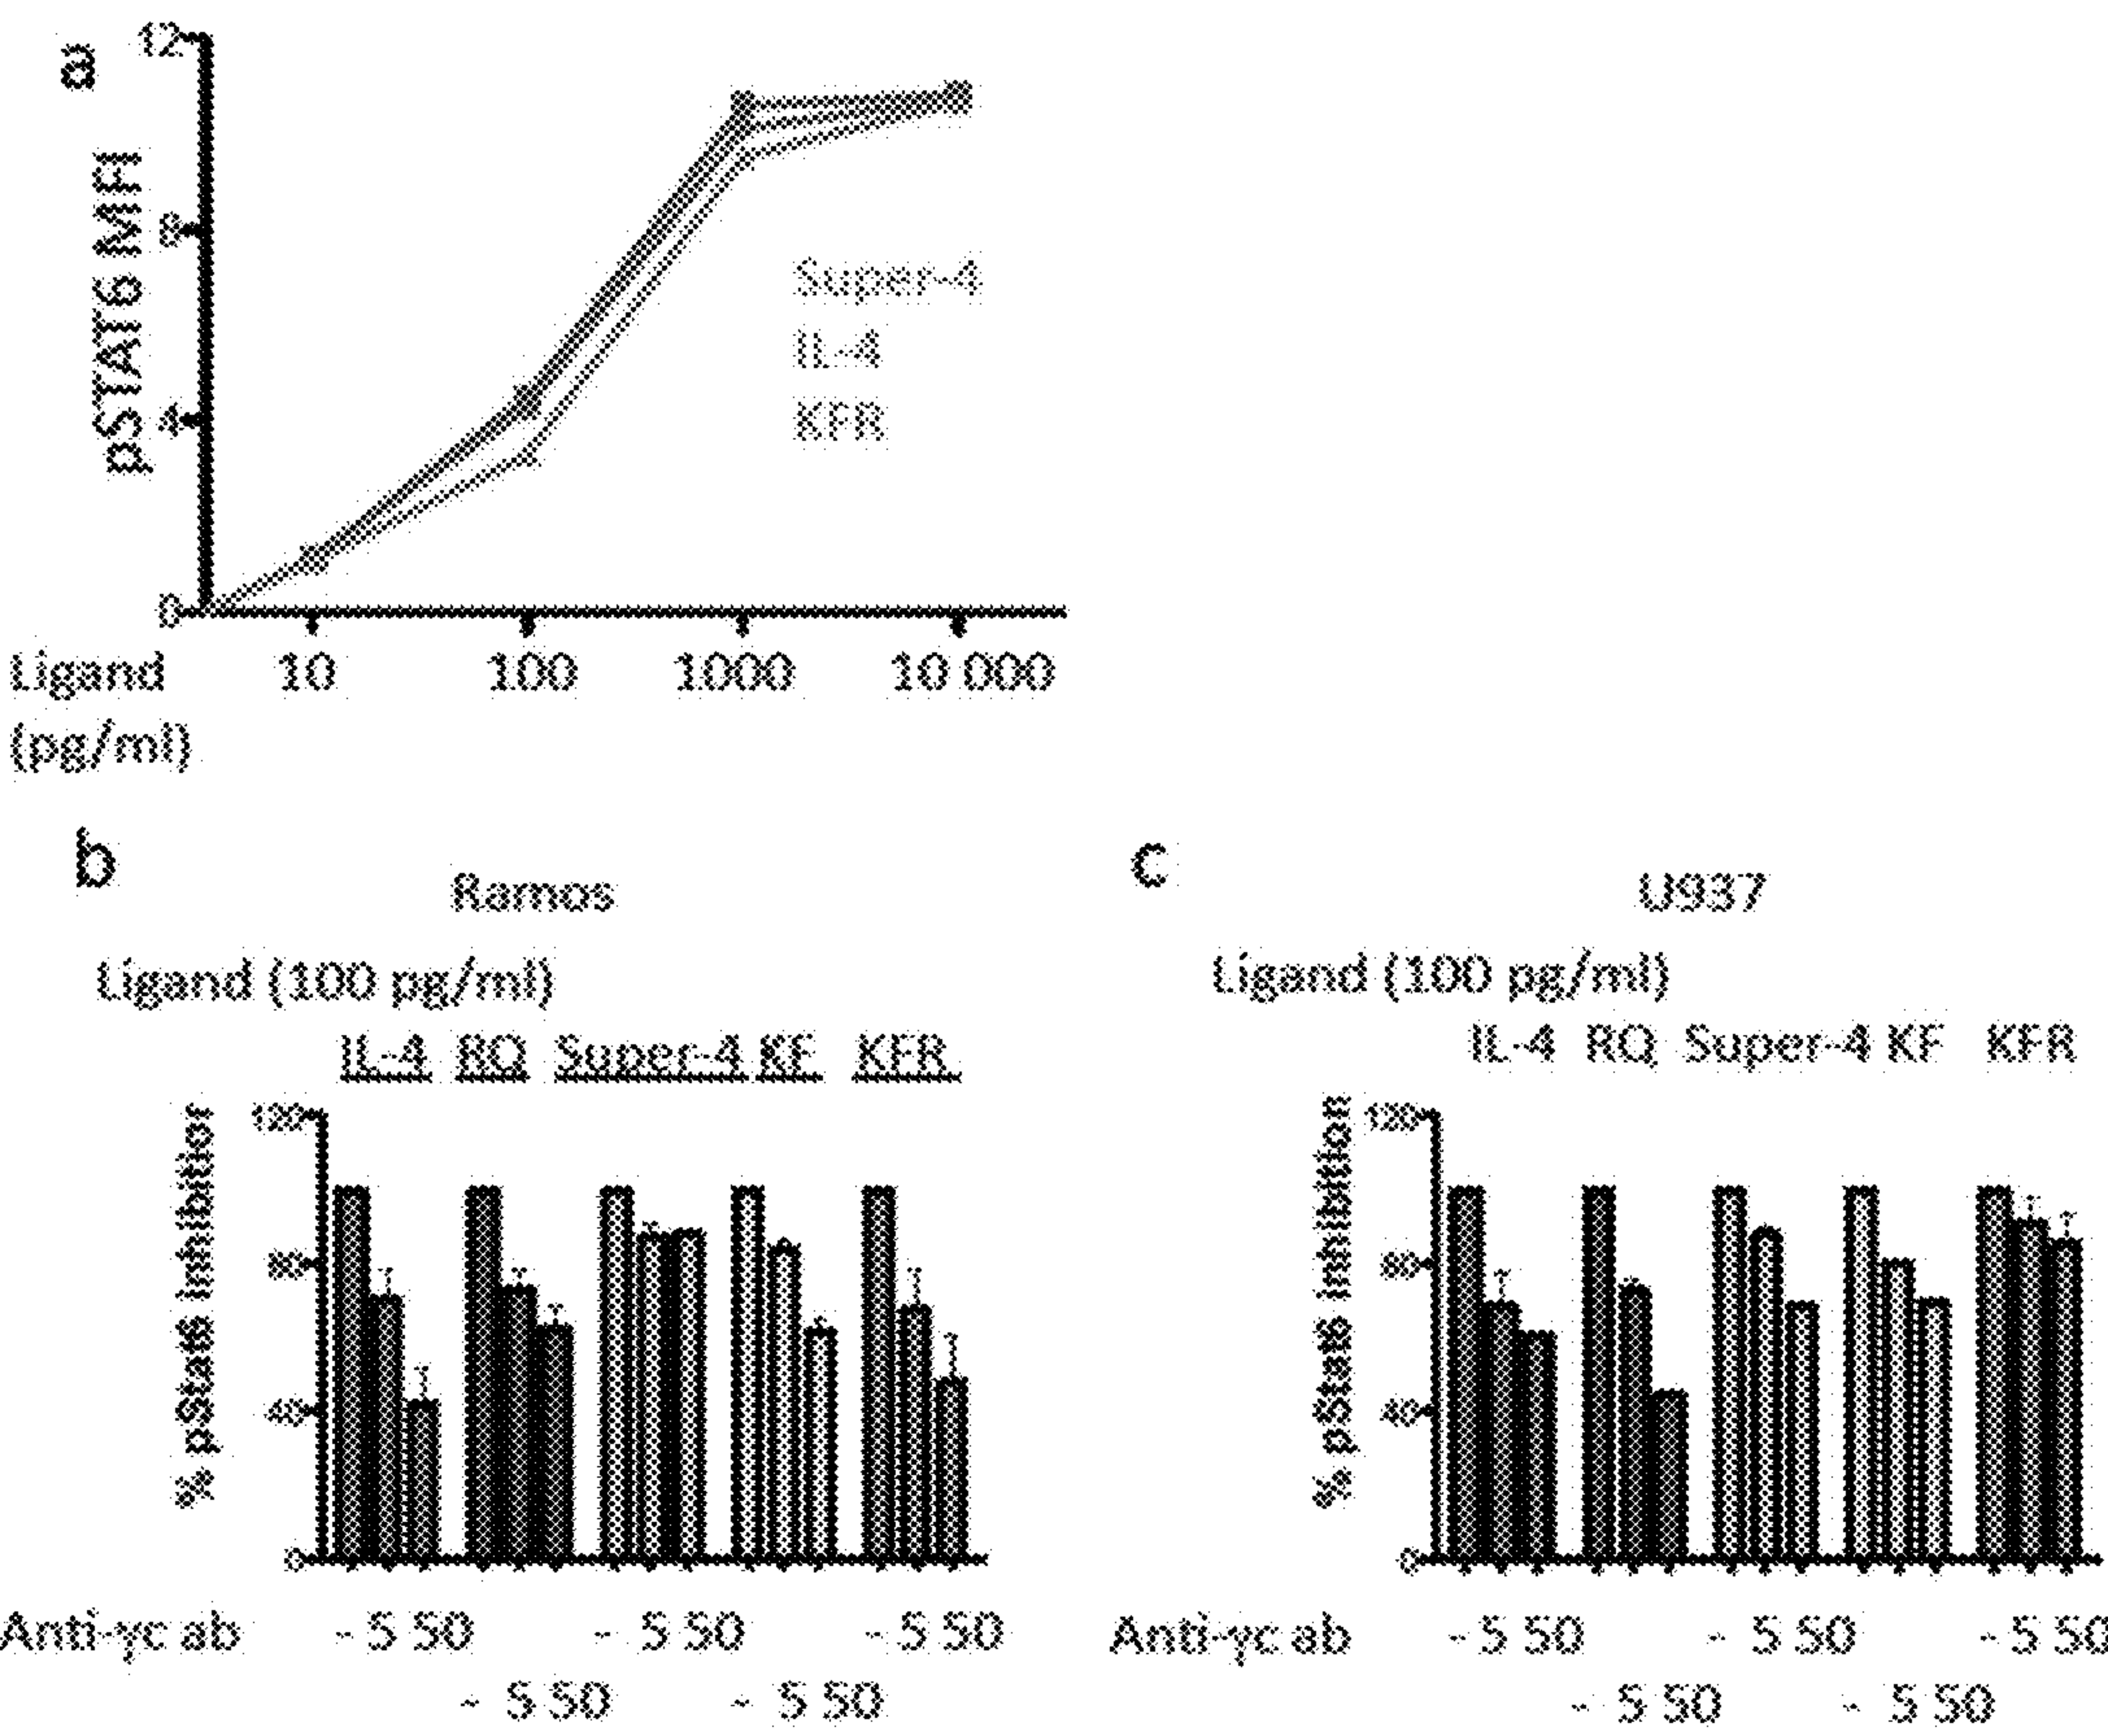 a
12
8
4
0
pSTAT6 MFI
Super-4
IL-4
KFR
Ligand
(pg/ml)
10 100 1000 10 000
b
Ramos
Ligand (100 pg/ml)
IL-4 RQ Super-4 KF KFR
% pStat6 inhibition
120
80
40
0
Anti-γc ab - 5 50 - 5 50 - 5 50
- 5 50 - 5 50
c
U937
Ligand (100 pg/ml)
IL-4 RQ Super-4 KF KFR
% pStat6 inhibition
120
80
40
0
Anti-γc ab - 5 50 - 5 50 - 5 50
- 5 50 - 5 50